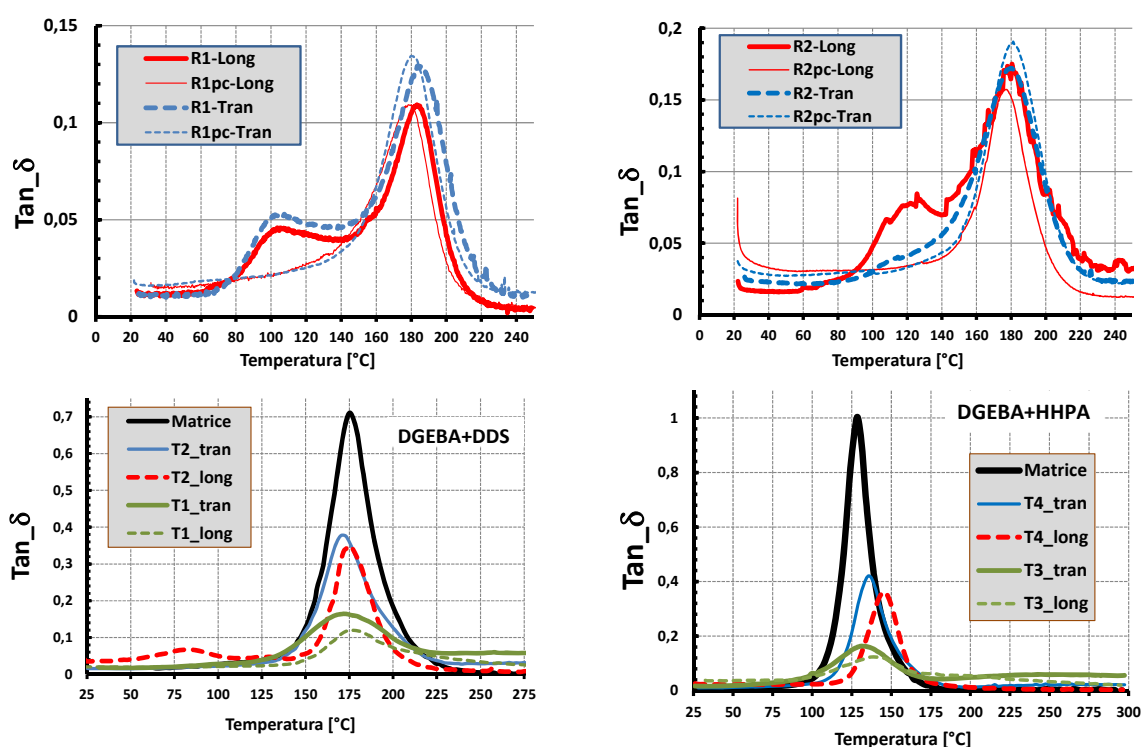 0,15
0,1
0,05
0
Tan_δ
R1-Long
R1pc-Long
R1-Tran
R1pc-Tran
0 20 40 60 80 100 120 140 160 180 200 220 240
Temperatura [°C]
0,2
0,15
0,1
0,05
0
Tan_δ
R2-Long
R2pc-Long
R2-Tran
R2pc-Tran
0 20 40 60 80 100 120 140 160 180 200 220 240
Temperatura [°C]
0,7
0,6
0,5
0,4
0,3
0,2
0,1
0
Tan_δ
Matrice
T2_tran
T2_long
T1_tran
T1_long
DGEBA+DDS
25 50 75 100 125 150 175 200 225 250 275
Temperatura [°C]
1
0,8
0,6
0,4
0,2
0
Tan_δ
DGEBA+HHPA
Matrice
T4_tran
T4_long
T3_tran
T3_long
25 50 75 100 125 150 175 200 225 250 275 300
Temperatura [°C]